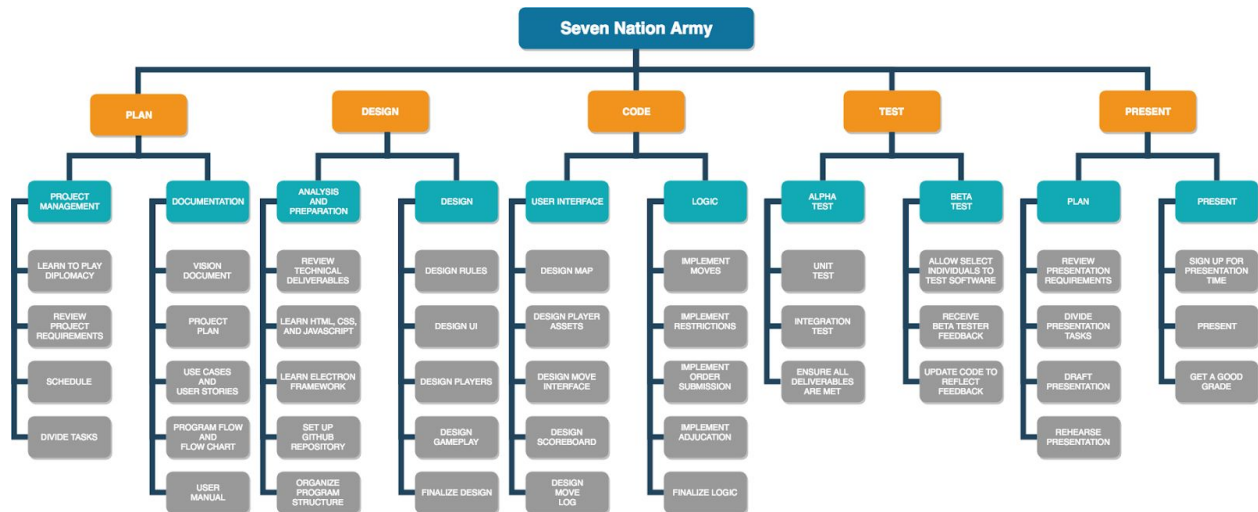 Seven Nation Army
PLAN
DESIGN
CODE
TEST
PRESENT
PROJECT
MANAGEMENT
DOCUMENTATION
ANALYSIS
AND
PREPARATION
DESIGN
USER INTERFACE
LOGIC
ALPHA
TEST
BETA
TEST
PLAN
PRESENT
LEARN TO PLAY
DIPLOMACY
VISION
DOCUMENT
REVIEW
TECHNICAL
DELIVERABLES
DESIGN RULES
DESIGN MAP
IMPLEMENT
MOVES
UNIT
TEST
ALLOW SELECT
INDIVIDUALS TO
TEST SOFTWARE
REVIEW
PRESENTATION
REQUIREMENTS
SIGN UP FOR
PRESENTATION
TIME
REVIEW
PROJECT
REQUIREMENTS
PROJECT
PLAN
LEARN HTML, CSS,
AND JAVASCRIPT
DESIGN UI
DESIGN PLAYER
ASSETS
IMPLEMENT
RESTRICTIONS
INTEGRATION
TEST
RECEIVE
BETA TESTER
FEEDBACK
DIVIDE
PRESENTATION
TASKS
PRESENT
SCHEDULE
USE CASES
AND
USER STORIES
LEARN ELECTRON
FRAMEWORK
DESIGN PLAYERS
DESIGN MOVE
INTERFACE
IMPLEMENT
ORDER
SUBMISSION
ENSURE ALL
DELIVERABLES
ARE MET
UPDATE CODE TO
REFLECT
FEEDBACK
DRAFT
PRESENTATION
GET A GOOD
GRADE
DIVIDE TASKS
PROGRAM FLOW
AND
FLOW CHART
SET UP
GITHUB
REPOSITORY
DESIGN
GAMEPLAY
DESIGN
SCOREBOARD
IMPLEMENT
ADJUCATION
REHEARSE
PRESENTATION
USER
MANUAL
ORGANIZE
PROGRAM
STRUCTURE
FINALIZE DESIGN
DESIGN
MOVE
LOG
FINALIZE LOGIC